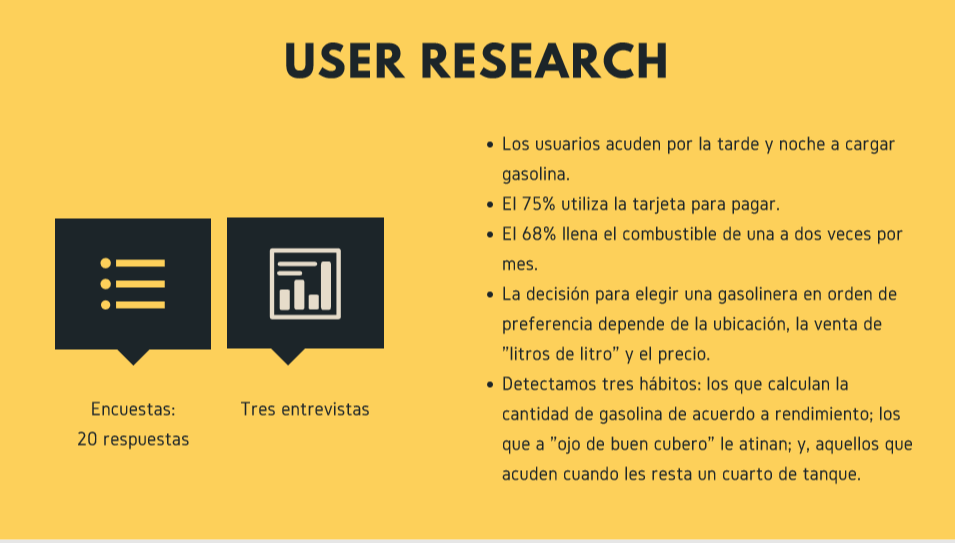 USER RESEARCH
Encuestas:
20 respuestas
Tres entrevistas
• Los usuarios acuden por la tarde y noche a cargar
gasolina.
• El 75% utiliza la tarjeta para pagar.
• El 68% llena el combustible de una a dos veces por
mes.
• La decisión para elegir una gasolinera en orden de
preferencia depende de la ubicación, la venta de
”litros de litro” y el precio.
• Detectamos tres hábitos: los que calculan la
cantidad de gasolina de acuerdo a rendimiento; los
que a ”ojo de buen cubero” le atinan; y, aquellos que
acuden cuando les resta un cuarto de tanque.